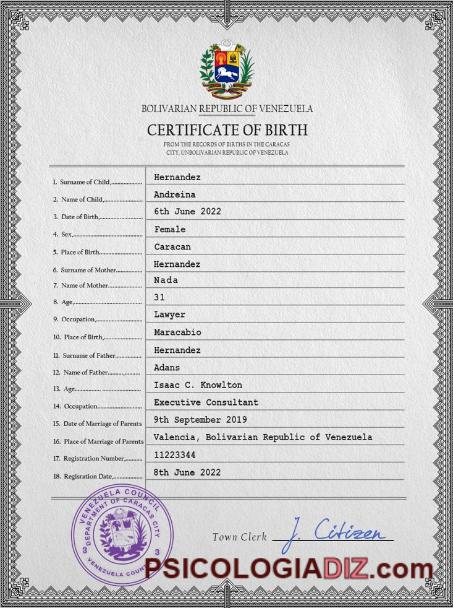 BOLIVARIAN REPUBLIC OF VENEZUELA
CERTIFICATE OF BIRTH
FROM THE RECORDS OF BIRTHS IN THE CARACAS
CITY, UNBOLIVARIAN REPUBLIC OF VENEZUELA
1. Surname of Child,............... Hernandez
2. Name of Child,............... Andreina
3. Date of Birth,............... 6th June 2022
4. Sex,............... Female
5. Place of Birth............... Caracan
6. Surname of Mother............ Hernandez
7. Name of Mother,............ Nada
8. Age,............... 31
9. Occupation,............... Lawyer
10. Place of Birth,............... Maracabio
11. Surname of Father............ Hernandez
12. Name of Father............... Adans
13. Age............... Isaac C. Knowlton
14. Occupation............... Executive Consultant
15. Date of Marriage of Parents 9th September 2019
16. Place of Marriage of Parents Valencia, Bolivarian Republic of Venezuela
17. Registration Number,......... 11223344
18. Regisration Date,............ 8th June 2022
VENEZUELA COUNCIL
DEPARTMENT OF CARACAS CITY
3 3
VENEZUELA COUNCIL
Town Clerk J. Citizen
PSICOLOGIADIZ.com